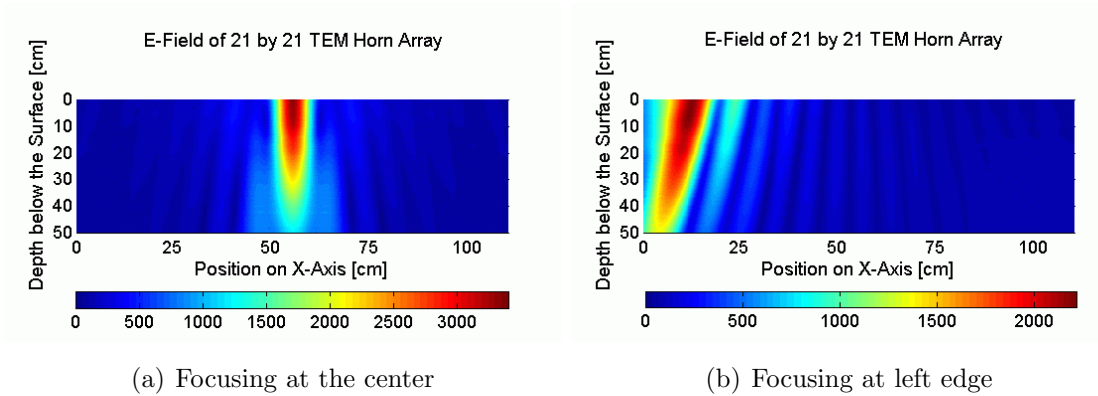 E-Field of 21 by 21 TEM Horn Array
Depth below the Surface [cm]
0
10
20
30
40
50
0 25 50 75 100
Position on X-Axis [cm]
0 500 1000 1500 2000 2500 3000
(a) Focusing at the center
E-Field of 21 by 21 TEM Horn Array
Depth below the Surface [cm]
0
10
20
30
40
50
0 25 50 75 100
Position on X-Axis [cm]
0 500 1000 1500 2000
(b) Focusing at left edge